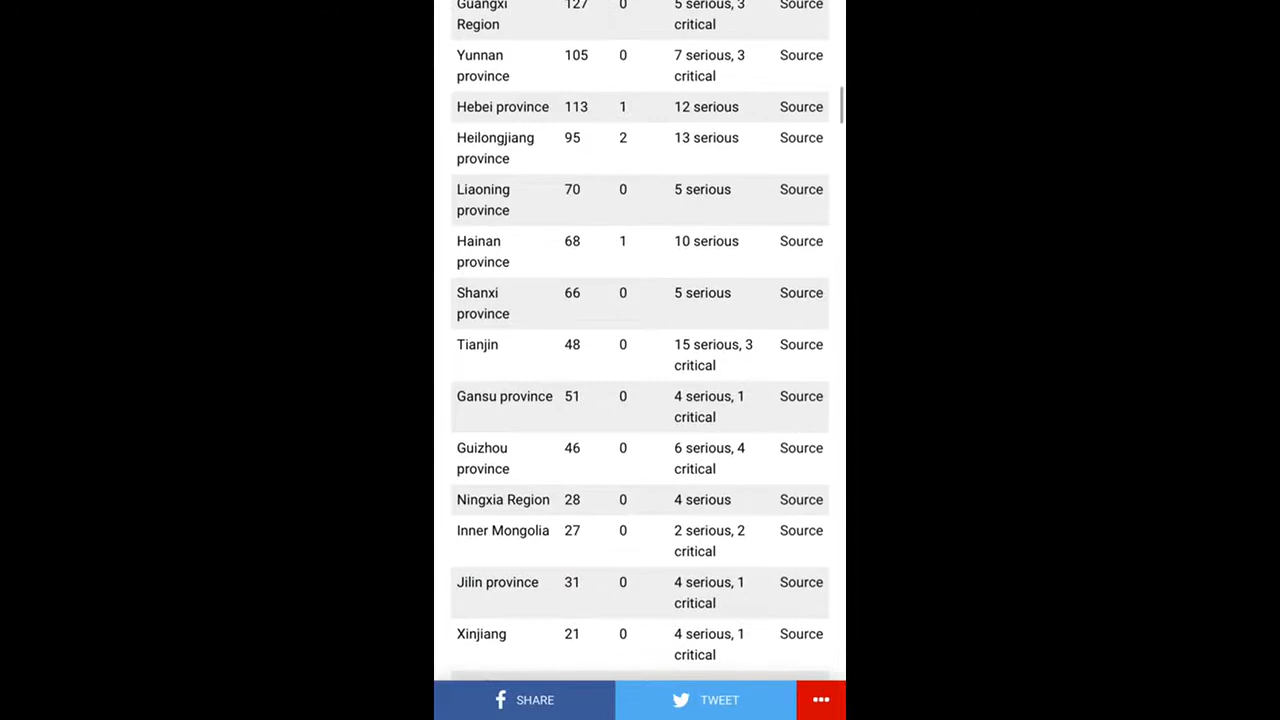 Guangxi 127 0 5 serious, 3 Source
Region critical
Yunnan 105 0 7 serious, 3 Source
province critical
Hebei province 113 1 12 serious Source
Heilongjiang 95 2 13 serious Source
province
Liaoning 70 0 5 serious Source
province
Hainan 68 1 10 serious Source
province
Shanxi 66 0 5 serious Source
province
Tianjin 48 0 15 serious, 3 Source
critical
Gansu province 51 0 4 serious, 1 Source
critical
Guizhou 46 0 6 serious, 4 Source
province critical
Ningxia Region 28 0 4 serious Source
Inner Mongolia 27 0 2 serious, 2 Source
critical
Jilin province 31 0 4 serious, 1 Source
critical
Xinjiang 21 0 4 serious, 1 Source
critical
SHARE TWEET